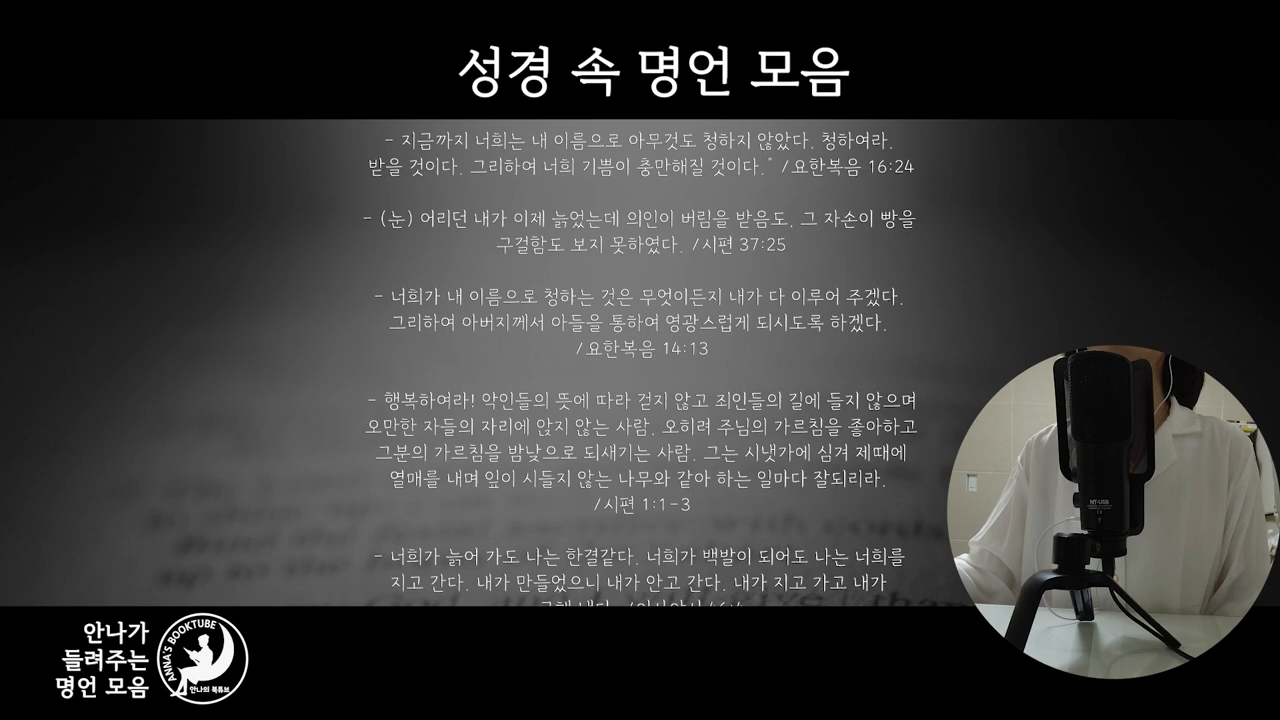 성경 속 명언 모음
- 지금까지 너희는 내 이름으로 아무것도 청하지 않았다. 청하여라.
받을 것이다. 그리하여 너희 기쁨이 충만해질 것이다.” /요한복음 16:24
- (눈) 어리던 내가 이제 늙었는데 의인이 버림을 받음도, 그 자손이 빵을
구걸함도 보지 못하였다. /시편 37:25
- 너희가 내 이름으로 청하는 것은 무엇이든지 내가 다 이루어 주겠다.
그리하여 아버지께서 아들을 통하여 영광스럽게 되시도록 하겠다.
/요한복음 14:13
- 행복하여라! 악인들의 뜻에 따라 걷지 않고 죄인들의 길에 들지 않으며
오만한 자들의 자리에 앉지 않는 사람. 오히려 주님의 가르침을 좋아하고
그분의 가르침을 밤낮으로 되새기는 사람. 그는 시냇가에 심겨 제때에
열매를 내며 잎이 시들지 않는 나무와 같아 하는 일마다 잘되리라.
/시편 1:1-3
- 너희가 늙어 가도 나는 한결같다. 너희가 백발이 되어도 나는 너희를
지고 간다. 내가 만들었으니 내가 안고 간다. 내가 지고 가고 내가
NT-USB
안나가
들려주는
명언 모음
ANNA'S BOOKTUBE
안나의 북튜브